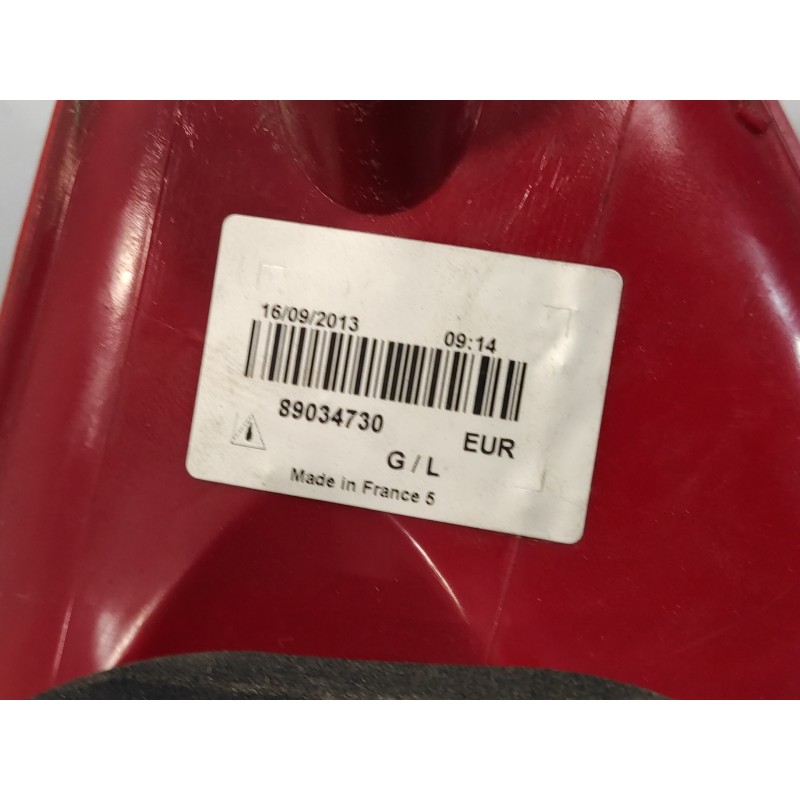 16/09/2013 09:14
89034730
EUR
G / L
Made in France 5